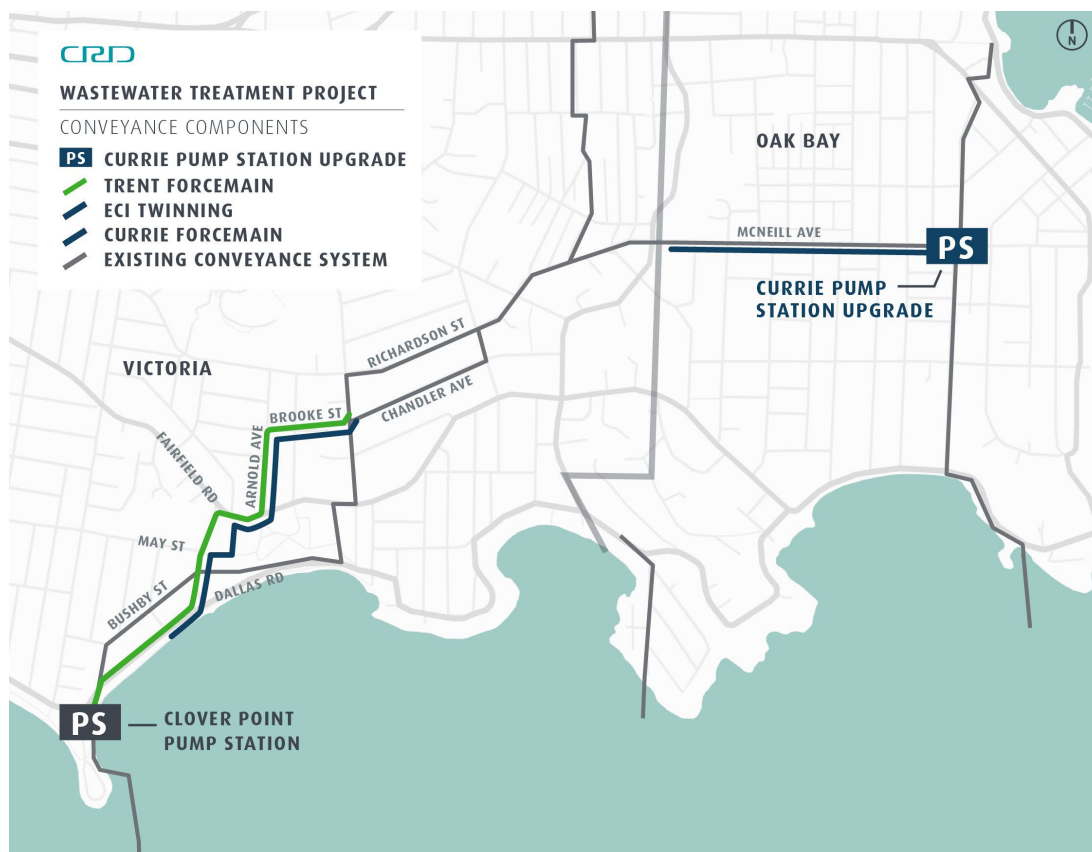 CRD
WASTEWATER TREATMENT PROJECT
CONVEYANCE COMPONENTS
PS CURRIE PUMP STATION UPGRADE
TRENT FORCEMAIN
ECI TWINNING
CURRIE FORCEMAIN
EXISTING CONVEYANCE SYSTEM
N
OAK BAY
MCNEILL AVE
PS
CURRIE PUMP
STATION UPGRADE
RICHARDSON ST
VICTORIA
CHANDLER AVE
BROOKE ST
ARNOLD AVE
FAIRFIELD RD
MAY ST
DALLAS RD
BUSHBY ST
PS
CLOVER POINT
PUMP STATION